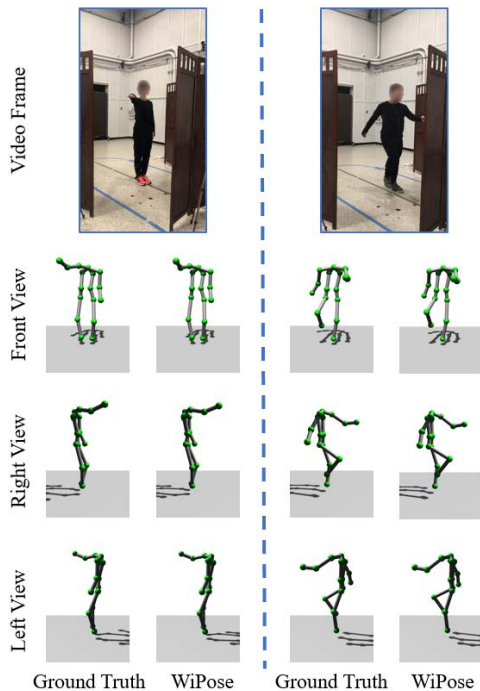 Video Frame
Front View
Right View
Left View
Ground Truth WiPose Ground Truth WiPose